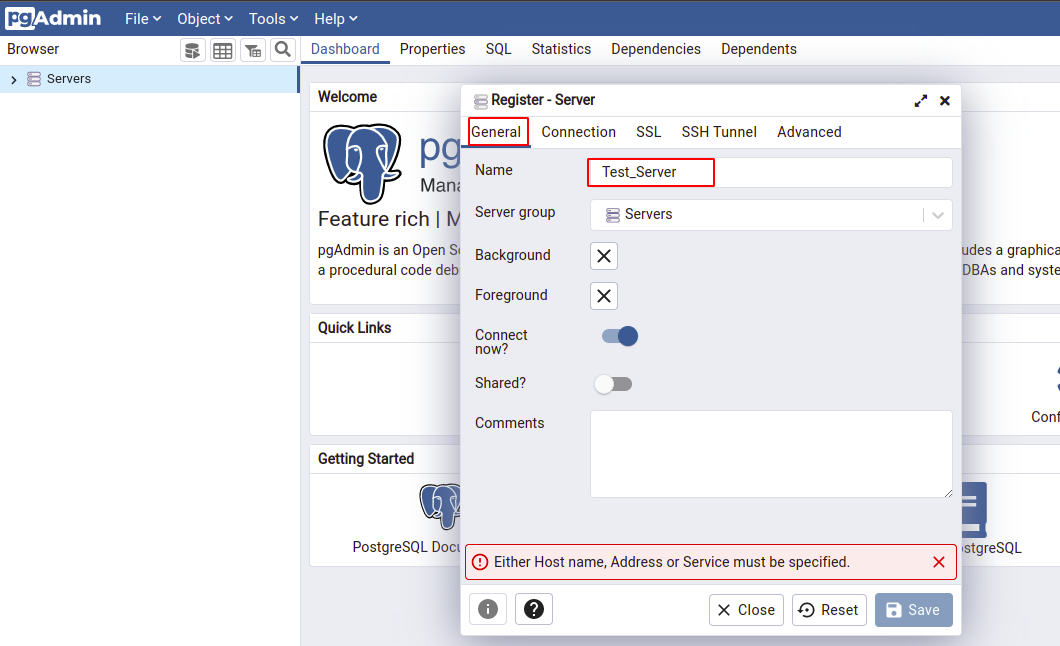 pgAdmin File Object Tools Help
Browser Dashboard Properties SQL Statistics Dependencies Dependents
Servers
Welcome
Register - Server
General Connection SSL SSH Tunnel Advanced
pg
Name Test_Server
Mana
Feature rich | M
Server group Servers
pgAdmin is an Open So
udes a graphica
a procedural code deb
DBAs and syste
Background
Foreground
Quick Links
Connect
now?
Shared?
Comments
Conf
Getting Started
PostgreSQL Docu
stgreSQL
Either Host name, Address or Service must be specified.
i ? Close Reset Save